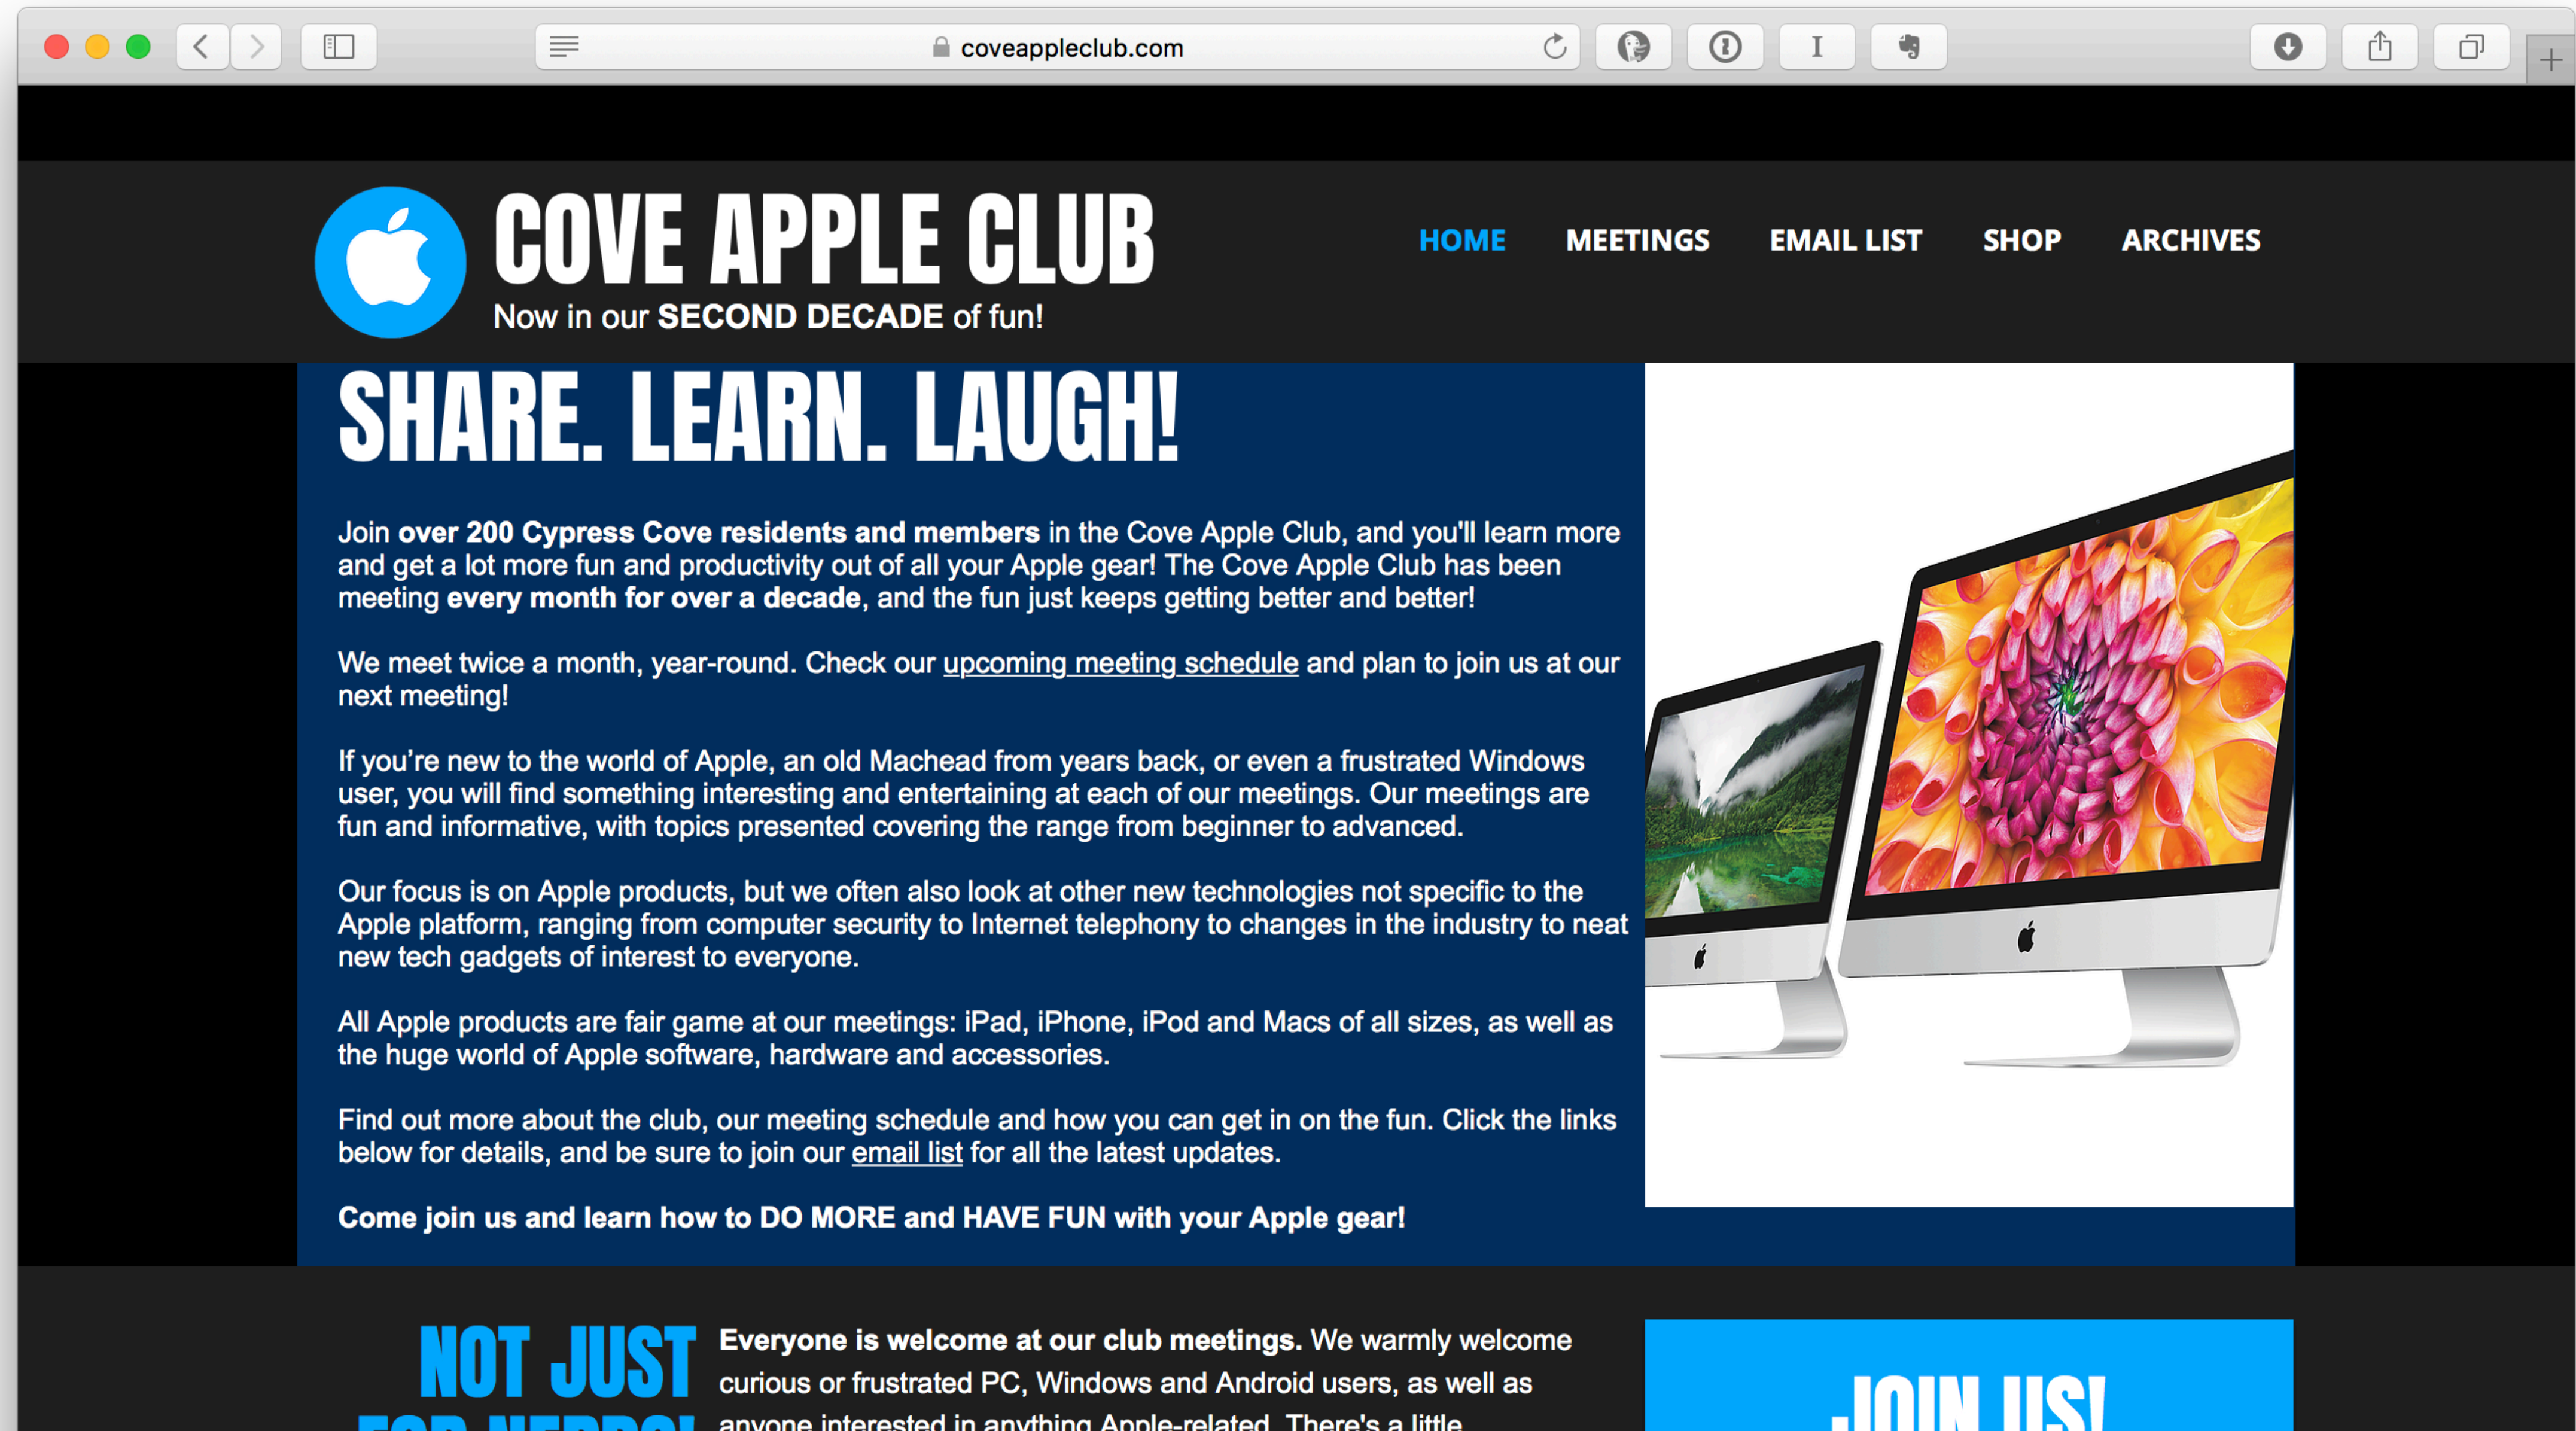 coveappleclub.com
COVE APPLE CLUB
Now in our SECOND DECADE of fun!
HOME MEETINGS EMAIL LIST SHOP ARCHIVES
SHARE. LEARN. LAUGH!
Join over 200 Cypress Cove residents and members in the Cove Apple Club, and you'll learn more
and get a lot more fun and productivity out of all your Apple gear! The Cove Apple Club has been
meeting every month for over a decade, and the fun just keeps getting better and better!
We meet twice a month, year-round. Check our upcoming meeting schedule and plan to join us at our
next meeting!
If you’re new to the world of Apple, an old Machead from years back, or even a frustrated Windows
user, you will find something interesting and entertaining at each of our meetings. Our meetings are
fun and informative, with topics presented covering the range from beginner to advanced.
Our focus is on Apple products, but we often also look at other new technologies not specific to the
Apple platform, ranging from computer security to Internet telephony to changes in the industry to neat
new tech gadgets of interest to everyone.
All Apple products are fair game at our meetings: iPad, iPhone, iPod and Macs of all sizes, as well as
the huge world of Apple software, hardware and accessories.
Find out more about the club, our meeting schedule and how you can get in on the fun. Click the links
below for details, and be sure to join our email list for all the latest updates.
Come join us and learn how to DO MORE and HAVE FUN with your Apple gear!
NOT JUST
FOR NERDS!
Everyone is welcome at our club meetings. We warmly welcome
curious or frustrated PC, Windows and Android users, as well as
anyone interested in anything Apple-related. There's a little
JOIN US!